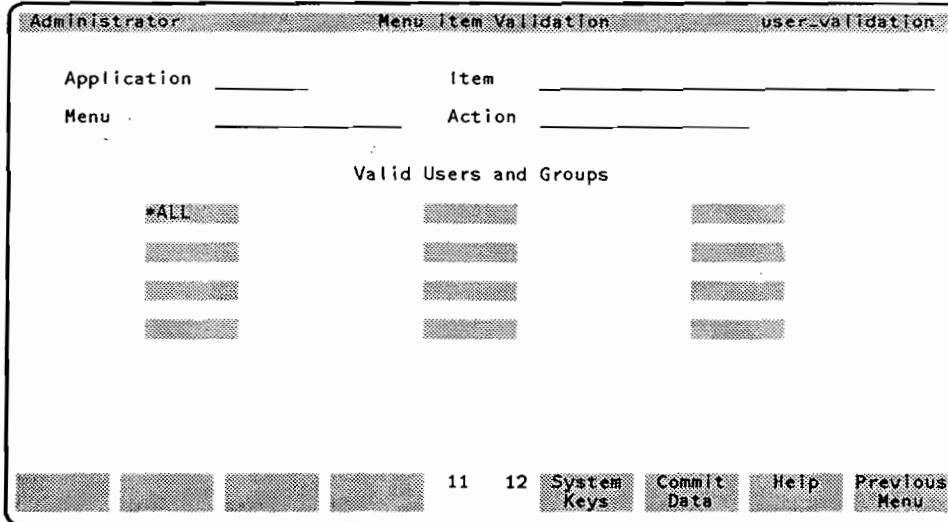 Administrator Menu Item Validation user_validation
Application Item
Menu Action
Valid Users and Groups
*ALL
11 12 System Keys Commit Data Help Previous Menu